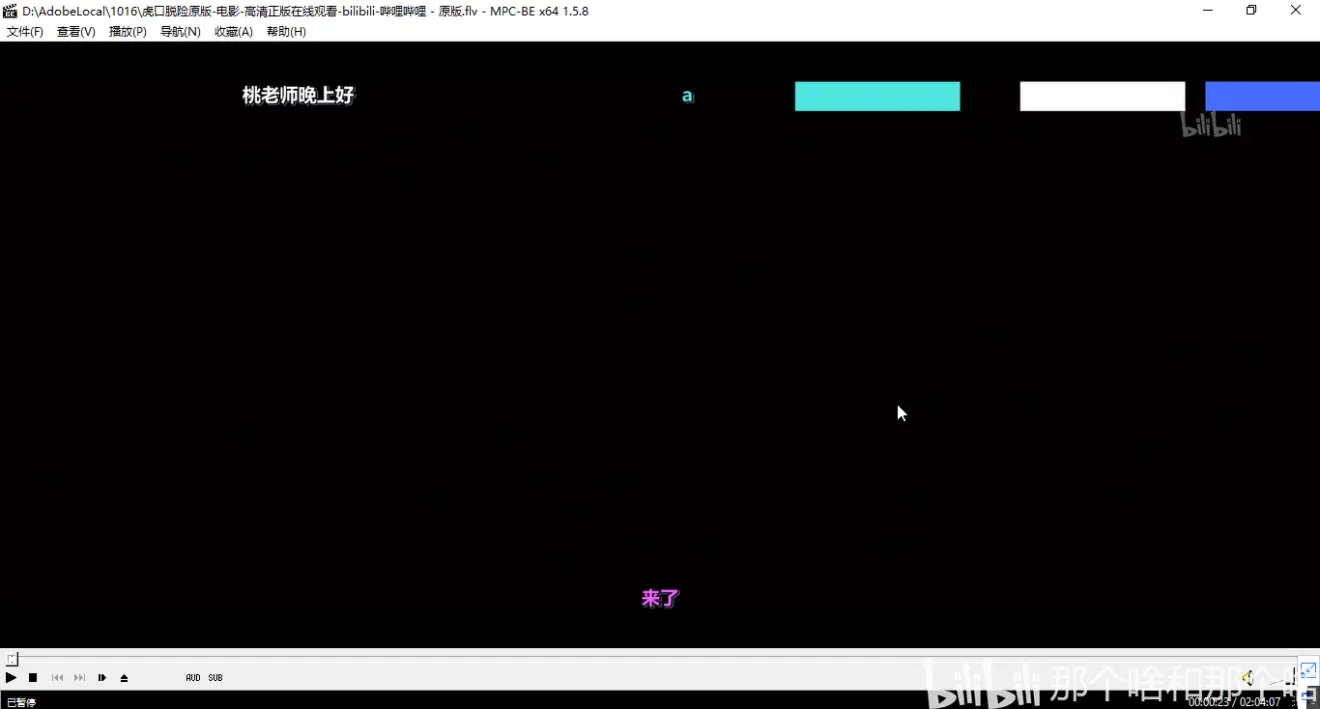 D:\AdobeLocal\1016\虎口脱险原版-电影-高清正版在线观看-bilibili-哔哩哔哩 - 原版.flv - MPC-BE x64 1.5.8
文件(F) 查看(V) 播放(P) 导航(N) 收藏(A) 帮助(H)
桃老师晚上好 a
bilibili
来了
AUD SUB
bilibili 那个啥和那个啥
已暂停 00:00:23 / 02:04:07